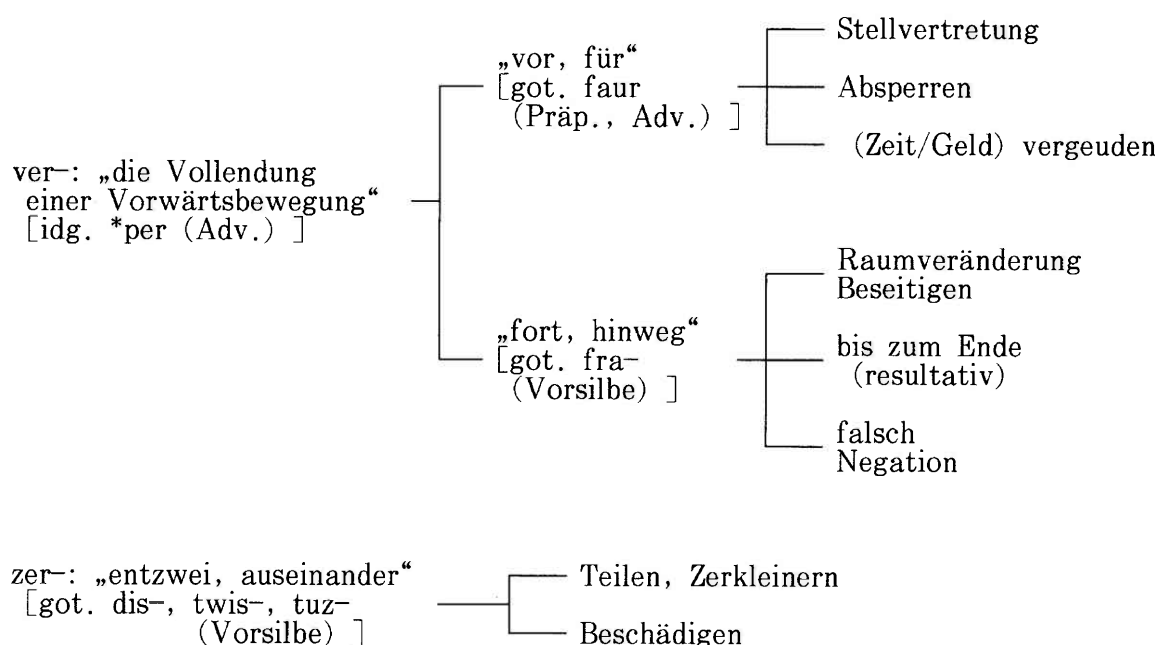 ver–: „die Vollendung
einer Vorwärtsbewegung“
[idg. *per (Adv.) ]
„vor, für“
[got. faur
(Präp., Adv.) ]
Stellvertretung
Absperren
(Zeit/Geld) vergeuden
„fort, hinweg“
[got. fra–
(Vorsilbe) ]
Raumveränderung
Beseitigen
bis zum Ende
(resultativ)
falsch
Negation
zer–: „entzwei, auseinander“
[got. dis–, twis–, tuz–
(Vorsilbe) ]
Teilen, Zerkleinern
Beschädigen